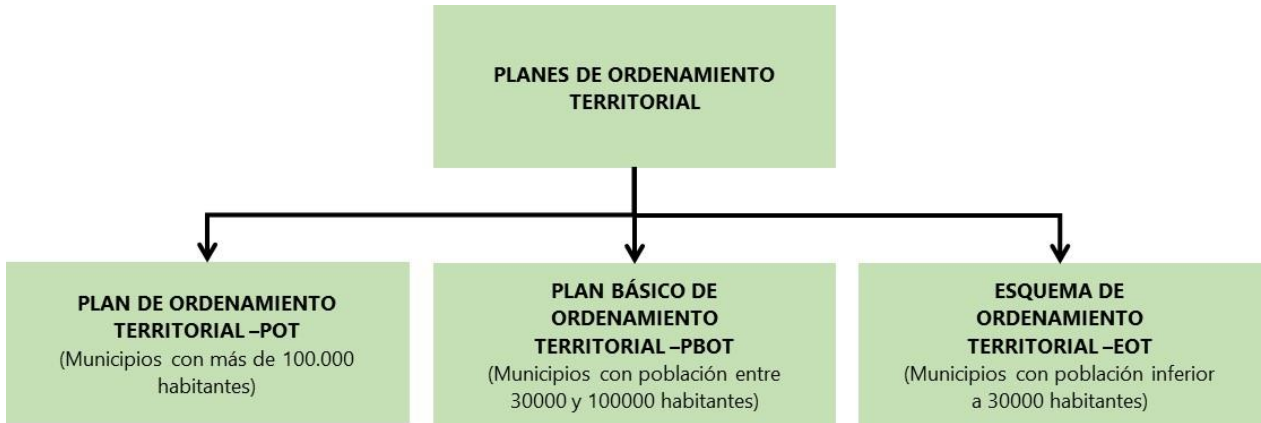 PLANES DE ORDENAMIENTO
TERRITORIAL
PLAN DE ORDENAMIENTO
TERRITORIAL –POT
(Municipios con más de 100.000
habitantes)
PLAN BÁSICO DE
ORDENAMIENTO
TERRITORIAL –PBOT
(Municipios con población entre
30000 y 100000 habitantes)
ESQUEMA DE
ORDENAMIENTO
TERRITORIAL –EOT
(Municipios con población inferior
a 30000 habitantes)